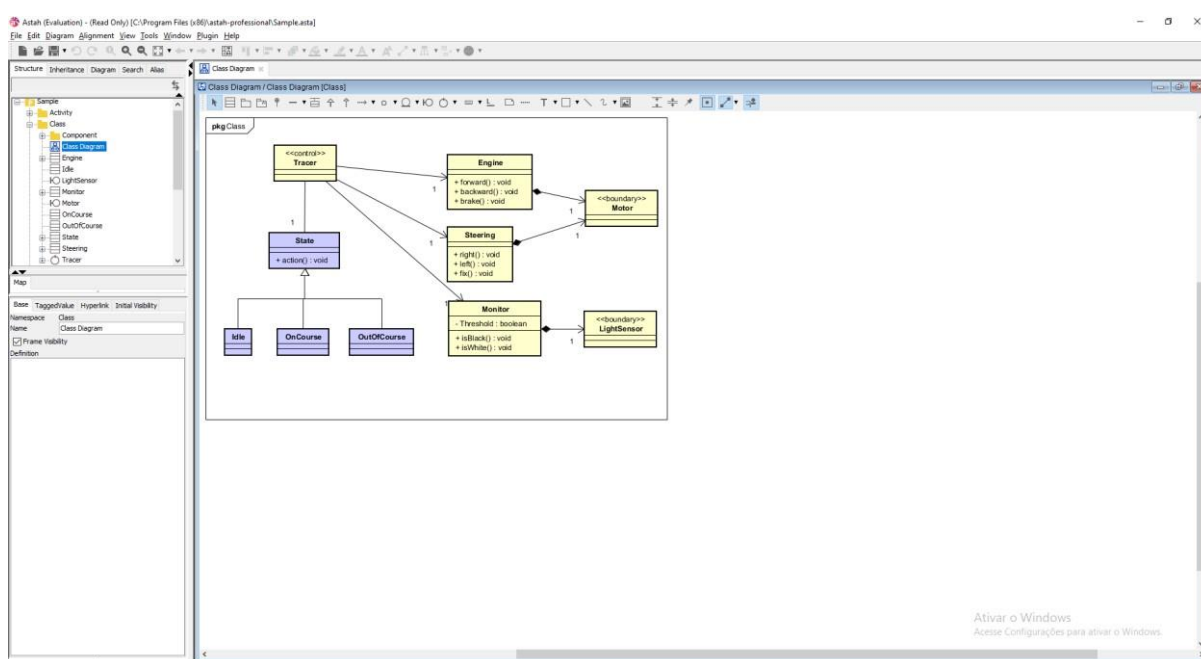 Astah (Evaluation) - (Read Only) [C:\Program Files (x86)\astah-professional\Sample.asta]
File Edit Diagram Alignment View Tools Window Plugin Help
Structure Inheritance Diagram Search Alias
Class Diagram
Class Diagram / Class Diagram [Class]
Sample
Activity
Class
Component
Class Diagram
Engine
Idle
LightSensor
Monitor
Motor
OnCourse
OutOfCourse
State
Steering
Tracer
Map
Base TaggedValue Hyperlink Initial Visibility
Namespace Class
Name Class Diagram
Frame Visibility
Definition
pkg Class
<<control>>
Tracer
Engine
+ forward() : void
+ backward() : void
+ brake() : void
1
<<boundary>>
Motor
1
1
State
+ action() : void
1
Steering
+ right() : void
+ left() : void
+ fix() : void
1
1
Monitor
- Threshold : boolean
+ isBlack() : void
+ isWhite() : void
<<boundary>>
LightSensor
1
Idle
OnCourse
OutOfCourse
Ativar o Windows
Acesse Configurações para ativar o Windows.